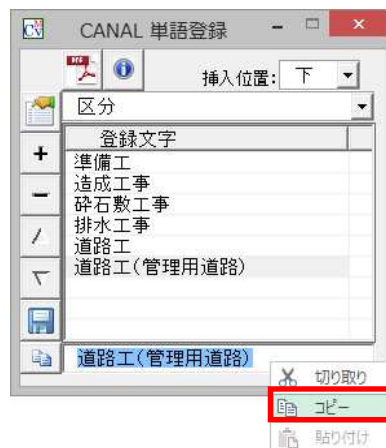 CANAL 単語登録
挿入位置: 下
区分
登録文字
準備工
造成工事
砕石敷工事
排水工事
道路工
道路工(管理用道路)
道路工(管理用道路)
切り取り
コピー
貼り付け